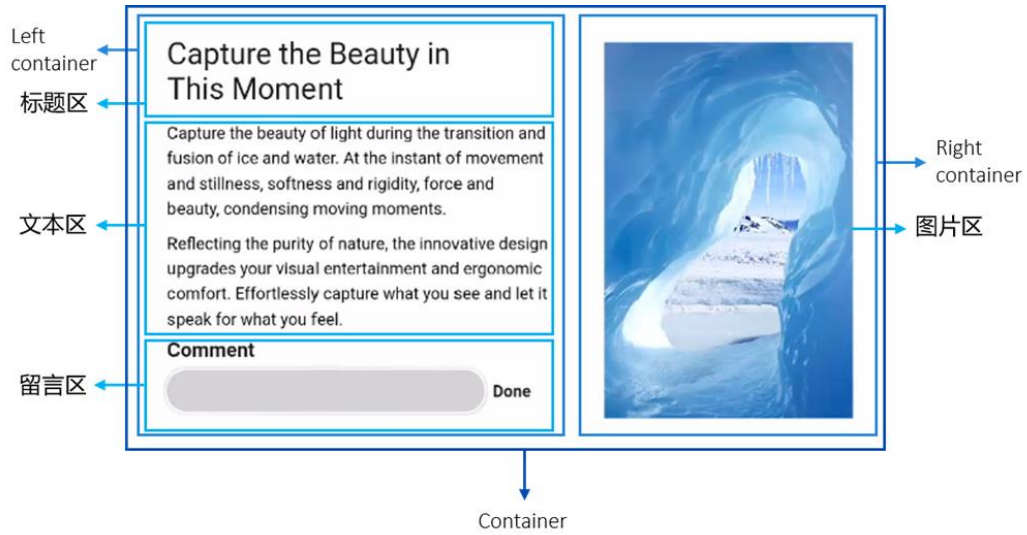 Left
container
标题区
文本区
留言区
Capture the Beauty in
This Moment
Capture the beauty of light during the transition and
fusion of ice and water. At the instant of movement
and stillness, softness and rigidity, force and
beauty, condensing moving moments.
Reflecting the purity of nature, the innovative design
upgrades your visual entertainment and ergonomic
comfort. Effortlessly capture what you see and let it
speak for what you feel.
Comment
Done
Right
container
图片区
Container